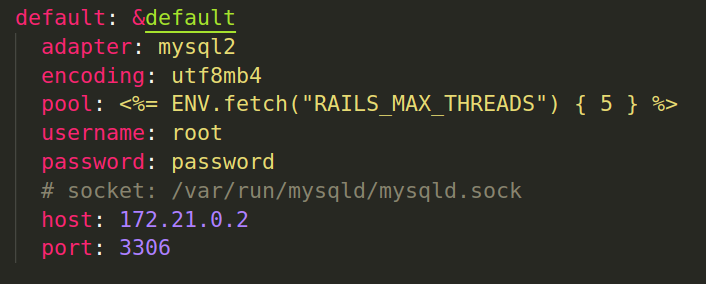 default: &default
  adapter: mysql2
  encoding: utf8mb4
  pool: <%= ENV.fetch("RAILS_MAX_THREADS") { 5 } %>
  username: root
  password: password
  # socket: /var/run/mysqld/mysqld.sock
  host: 172.21.0.2
  port: 3306